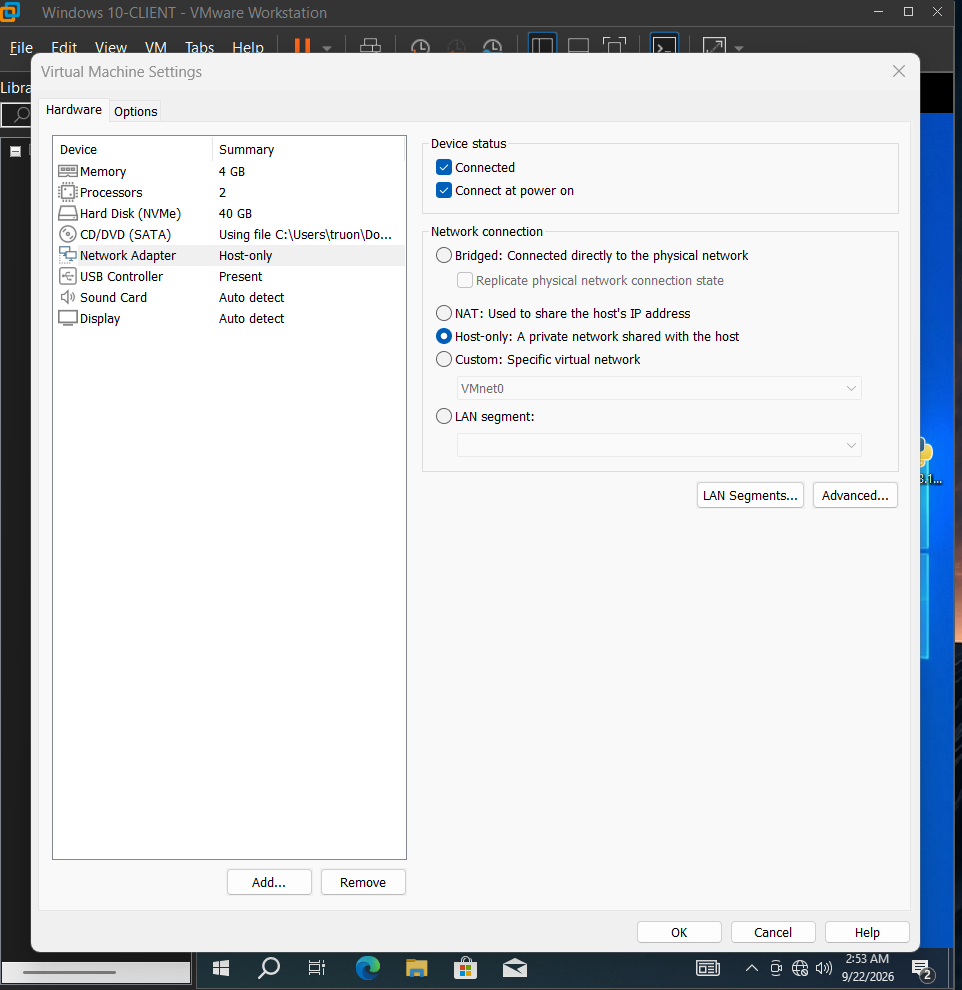 Windows 10-CLIENT - VMware Workstation
File Edit View VM Tabs Help
Libra
Virtual Machine Settings
Hardware Options
Device Summary
Memory 4 GB
Processors 2
Hard Disk (NVMe) 40 GB
CD/DVD (SATA) Using file C:\Users\truon\Do...
Network Adapter Host-only
USB Controller Present
Sound Card Auto detect
Display Auto detect
Add... Remove
Device status
Connected
Connect at power on
Network connection
Bridged: Connected directly to the physical network
Replicate physical network connection state
NAT: Used to share the host's IP address
Host-only: A private network shared with the host
Custom: Specific virtual network
VMnet0
LAN segment:
LAN Segments... Advanced...
OK Cancel Help
3.1...
2:53 AM
9/22/2026
2